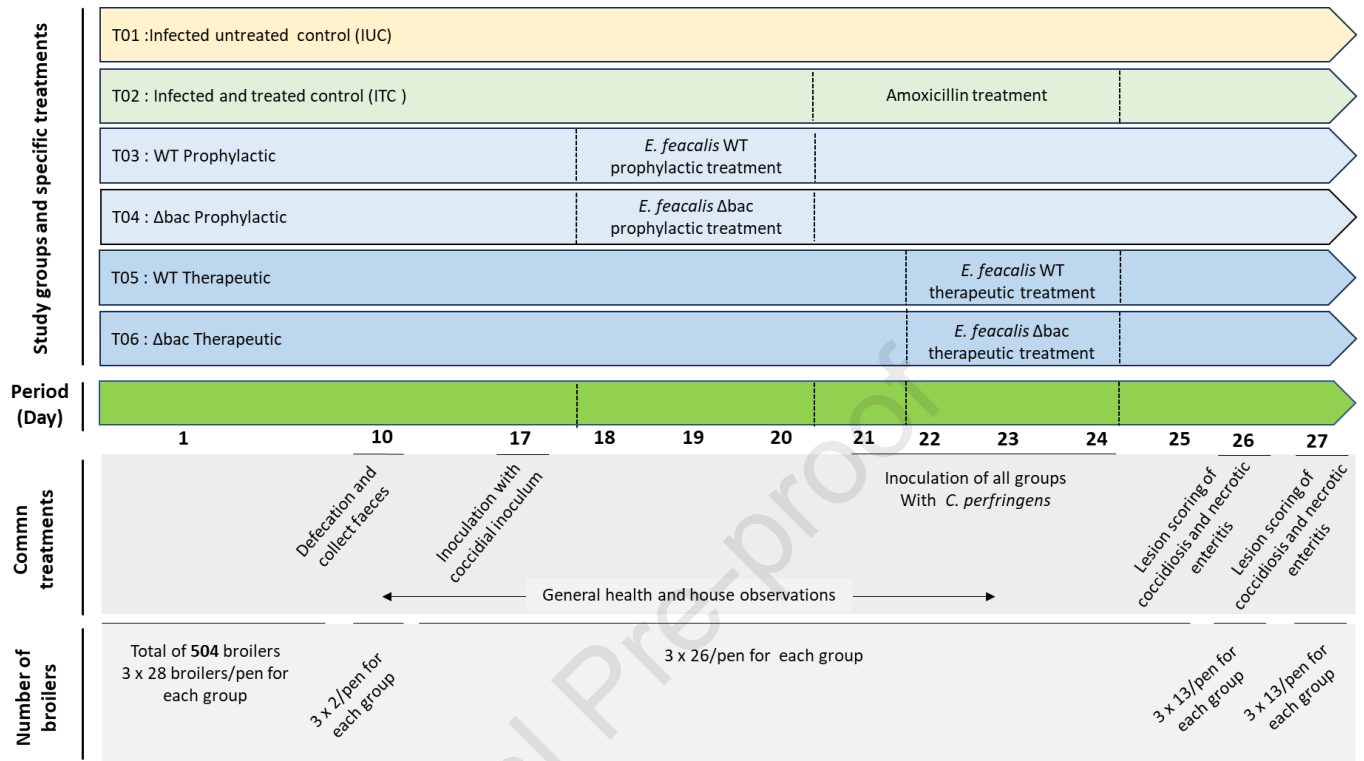 Study groups and specific treatments
T01 :Infected untreated control (IUC)
T02 : Infected and treated control (ITC )
Amoxicillin treatment
T03 : WT Prophylactic
E. feacalis WT
prophylactic treatment
T04 : Δbac Prophylactic
E. feacalis Δbac
prophylactic treatment
T05 : WT Therapeutic
E. feacalis WT
therapeutic treatment
T06 : Δbac Therapeutic
E. feacalis Δbac
therapeutic treatment
Period
(Day)
1 10 17 18 19 20 21 22 23 24 25 26 27
Commn
treatments
Defecation and
collect faeces
Inoculation with
coccidial inoculum
Inoculation of all groups
With C. perfringens
Lesion scoring of
coccidiosis and necrotic
enteritis
Lesion scoring of
coccidiosis and necrotic
enteritis
General health and house observations
Number of
broilers
Total of 504 broilers
3 x 28 broilers/pen for
each group
3 x 2/pen for
each group
3 x 26/pen for each group
3 x 13/pen for
each group
3 x 13/pen for
each group
l Pre-proof